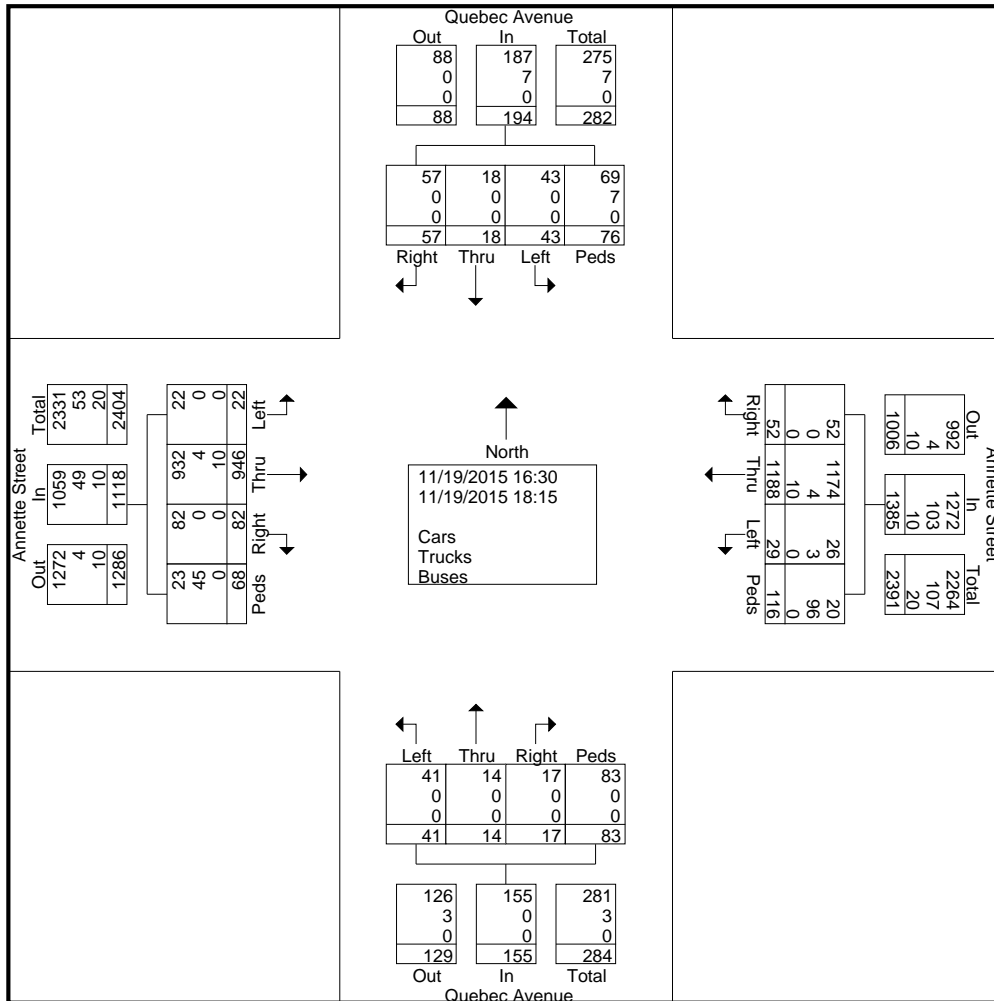 Quebec Avenue
Out In Total
88 187 275
0 7 7
0 0 0
88 194 282
57 18 43 69
0 0 0 7
0 0 0 0
57 18 43 76
Right Thru Left Peds
Annette Street
Total In Out
2331 53 20 2404
1059 49 10 1118
1272 4 10 1286
22 0 0 22 Left
932 4 10 946 Thru
82 0 0 82 Right
23 45 0 68 Peds
North
11/19/2015 16:30
11/19/2015 18:15
Cars
Trucks
Buses
Right 52 0 0 52
Thru 1174 4 10 1188
Left 26 3 0 29
Peds 20 96 0 116
Annette Street
Out 992 4 10 1006
In 1272 103 10 1385
Total 2264 107 20 2391
Left Thru Right Peds
41 14 17 83
0 0 0 0
0 0 0 0
41 14 17 83
126 155 281
3 0 3
0 0 0
129 155 284
Out In Total
Quebec Avenue